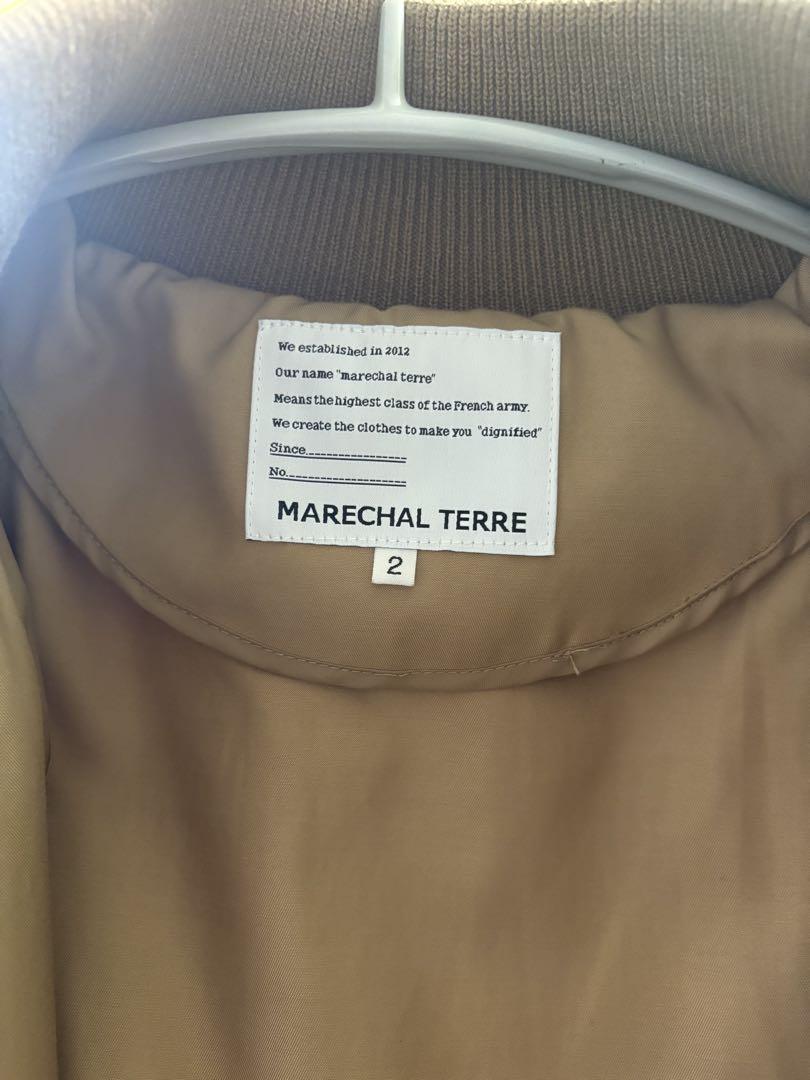 We established in 2012
Our name "marechal terre"
Means the highest class of the French army.
We create the clothes to make you "dignified"
Since
No.
MARECHAL TERRE
2